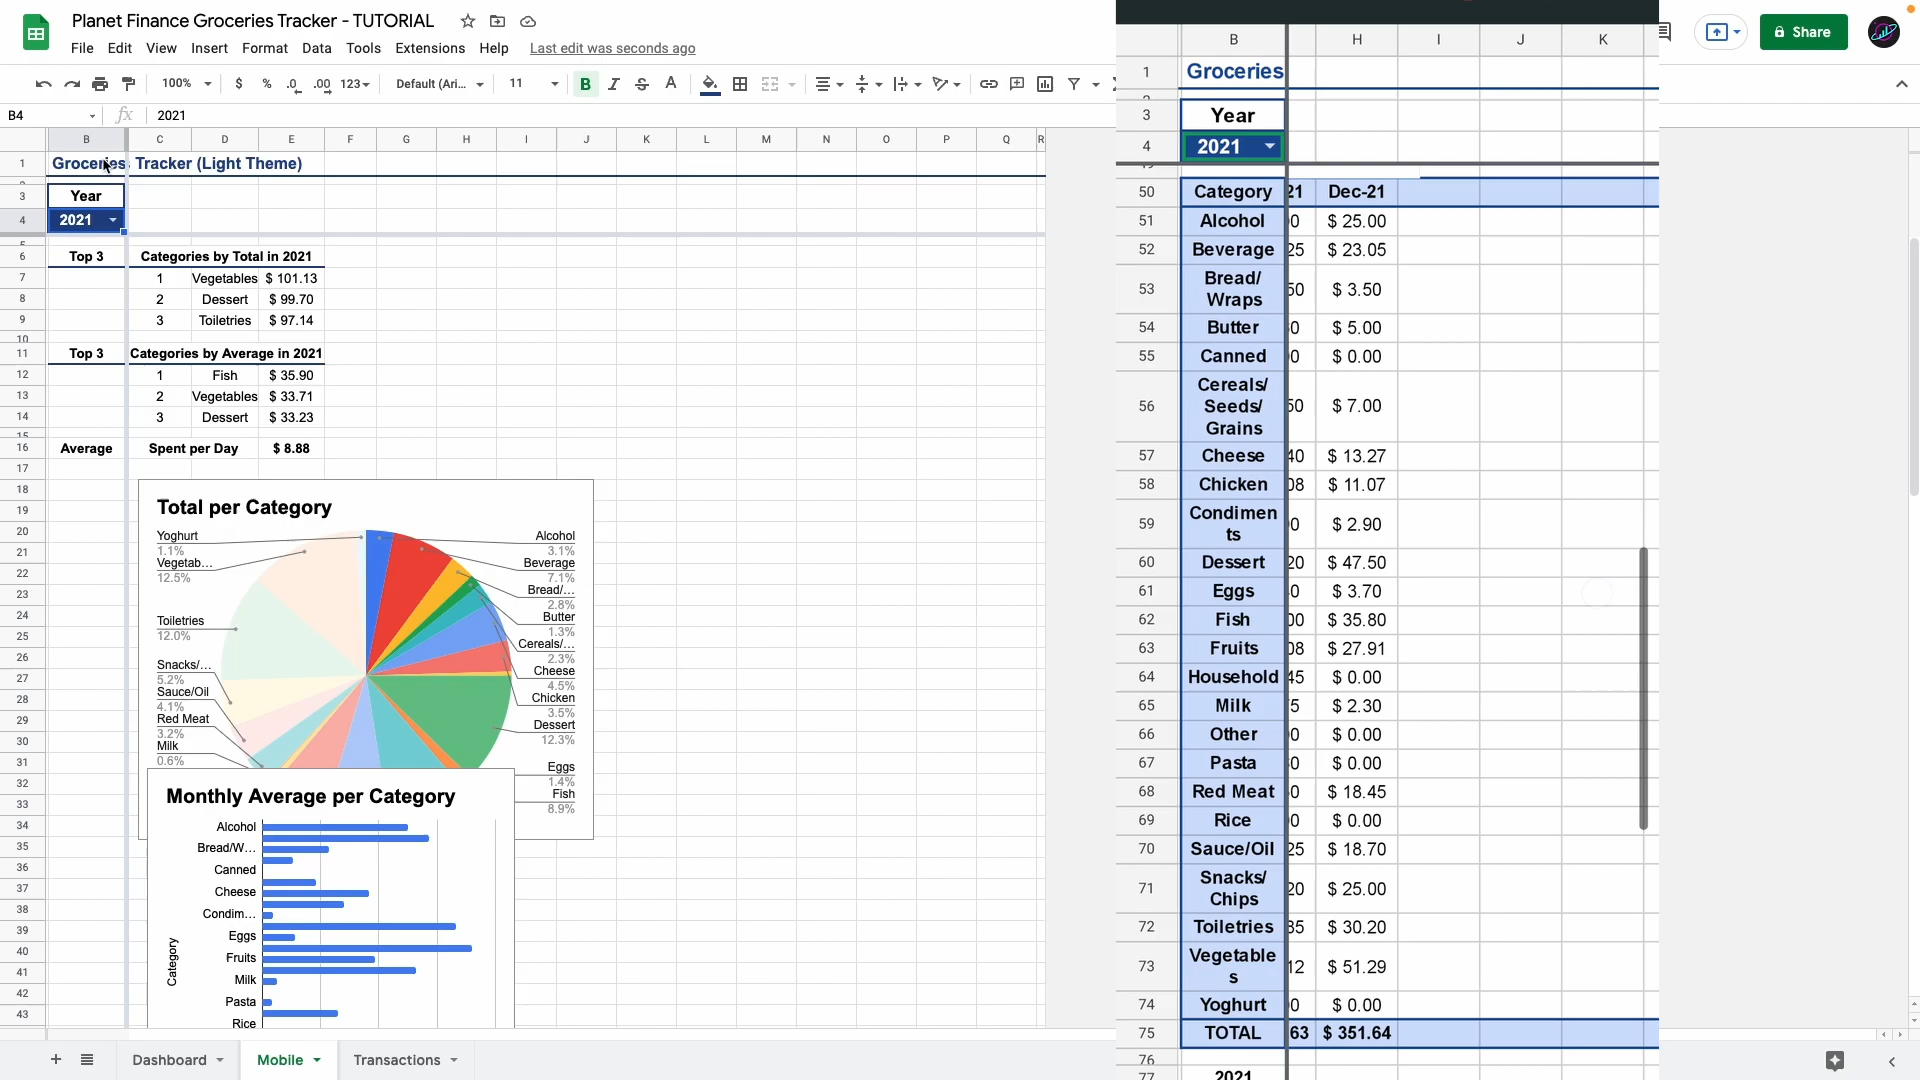 Planet Finance Groceries Tracker - TUTORIAL
File Edit View Insert Format Data Tools Extensions Help Last edit was seconds ago
Share
100% $ % .0 .00 123 Default (Ari... 11 B I S A
B4 fx 2021
B C D E F G H I J K L M N O P Q R
1 Groceries Tracker (Light Theme)
3 Year
4 2021
6 Top 3 Categories by Total in 2021
7 1 Vegetables $ 101.13
8 2 Dessert $ 99.70
9 3 Toiletries $ 97.14
10
11 Top 3 Categories by Average in 2021
12 1 Fish $ 35.90
13 2 Vegetables $ 33.71
14 3 Dessert $ 33.23
15
16 Average Spent per Day $ 8.88
17
18
19
20
21
22
23
24
25
26
27
28
29
30
31
32
33
34
35
36
37
38
39
40
41
42
43
Total per Category
Yoghurt
1.1%
Vegetab...
12.5%
Toiletries
12.0%
Snacks/...
5.2%
Sauce/Oil
4.1%
Red Meat
3.2%
Milk
0.6%
Alcohol
3.1%
Beverage
7.1%
Bread/...
2.8%
Butter
1.3%
Cereals/...
2.3%
Cheese
4.5%
Chicken
3.5%
Dessert
12.3%
Eggs
1.4%
Fish
8.9%
Monthly Average per Category
Category
Alcohol
Bread/W...
Canned
Cheese
Condim...
Eggs
Fruits
Milk
Pasta
Rice
Dashboard Mobile Transactions
B H I J K
1 Groceries
3 Year
4 2021
50 Category 21 Dec-21
51 Alcohol 0 $ 25.00
52 Beverage 25 $ 23.05
53 Bread/
Wraps 50 $ 3.50
54 Butter 0 $ 5.00
55 Canned 0 $ 0.00
56 Cereals/
Seeds/
Grains 50 $ 7.00
57 Cheese 40 $ 13.27
58 Chicken 08 $ 11.07
59 Condimen
ts 0 $ 2.90
60 Dessert 20 $ 47.50
61 Eggs 0 $ 3.70
62 Fish 00 $ 35.80
63 Fruits 08 $ 27.91
64 Household 45 $ 0.00
65 Milk 5 $ 2.30
66 Other 0 $ 0.00
67 Pasta 0 $ 0.00
68 Red Meat 0 $ 18.45
69 Rice 0 $ 0.00
70 Sauce/Oil 25 $ 18.70
71 Snacks/
Chips 20 $ 25.00
72 Toiletries 35 $ 30.20
73 Vegetable
s 12 $ 51.29
74 Yoghurt 0 $ 0.00
75 TOTAL 63 $ 351.64
76
77 2021